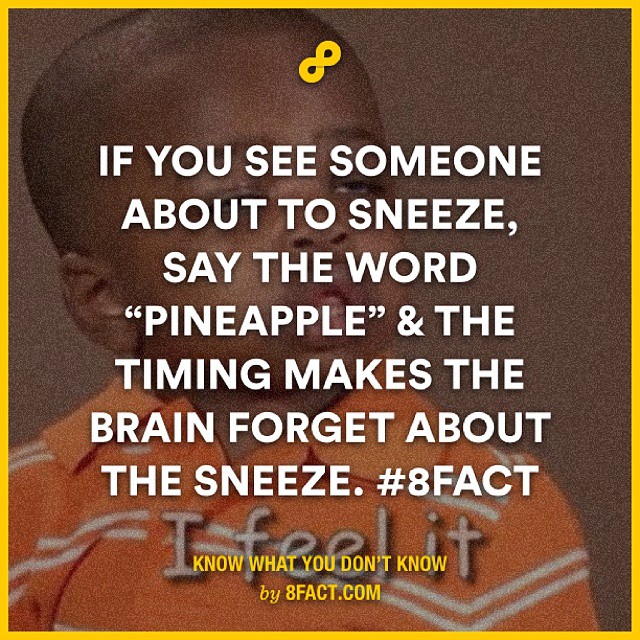 IF YOU SEE SOMEONE
ABOUT TO SNEEZE,
SAY THE WORD
“PINEAPPLE” & THE
TIMING MAKES THE
BRAIN FORGET ABOUT
THE SNEEZE. #8FACT
I feel it
KNOW WHAT YOU DON’T KNOW
by 8FACT.COM